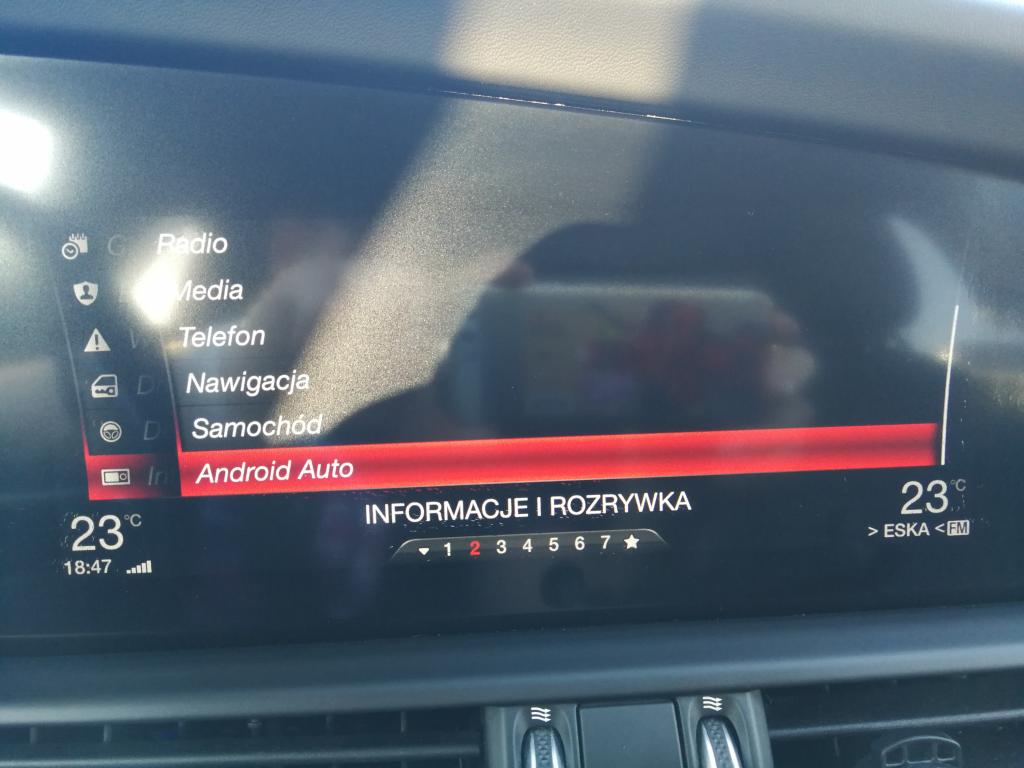 Radio
Media
Telefon
Nawigacja
Samochód
Android Auto
INFORMACJE I ROZRYWKA
1 2 3 4 5 6 7
23°C
18:47
23°C
> ESKA < FM